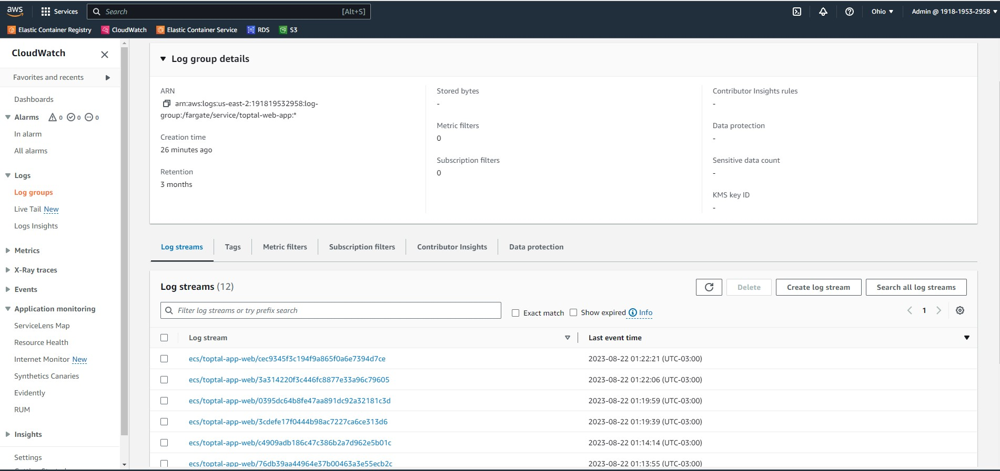 aws
Services
Search
[Alt+S]
Ohio
Admin @ 1918-1953-2958
Elastic Container Registry
CloudWatch
Elastic Container Service
RDS
S3
CloudWatch
Favorites and recents
Dashboards
Alarms 0 0 0
In alarm
All alarms
Logs
Log groups
Live Tail New
Logs Insights
Metrics
X-Ray traces
Events
Application monitoring
ServiceLens Map
Resource Health
Internet Monitor New
Synthetics Canaries
Evidently
RUM
Insights
Settings
Getting Started
Log group details
ARN
arn:aws:logs:us-east-2:191819532958:log-
group:/fargate/service/toptal-web-app:*
Creation time
26 minutes ago
Retention
3 months
Stored bytes
-
Metric filters
0
Subscription filters
0
Contributor Insights rules
-
Data protection
-
Sensitive data count
-
KMS key ID
-
Log streams
Tags
Metric filters
Subscription filters
Contributor Insights
Data protection
Log streams (12)
Delete
Create log stream
Search all log streams
Filter log streams or try prefix search
Exact match
Show expired
Info
1
Log stream
Last event time
ecs/toptal-app-web/cec9345f3c194f9a865f0a6e7394d7ce 2023-08-22 01:22:21 (UTC-03:00)
ecs/toptal-app-web/3a314220f3c446fc8877e33a96c79605 2023-08-22 01:22:06 (UTC-03:00)
ecs/toptal-app-web/0395dc64b8fe47aa891dc92a32181c3d 2023-08-22 01:19:59 (UTC-03:00)
ecs/toptal-app-web/3cdefe17f0444b98ac7227ca6ce313d6 2023-08-22 01:19:39 (UTC-03:00)
ecs/toptal-app-web/c4909adb186c47c386b2a7d962e5b01c 2023-08-22 01:14:14 (UTC-03:00)
ecs/toptal-app-web/76db39aa44964e37b00463a3e55ecb2c 2023-08-22 01:13:55 (UTC-03:00)